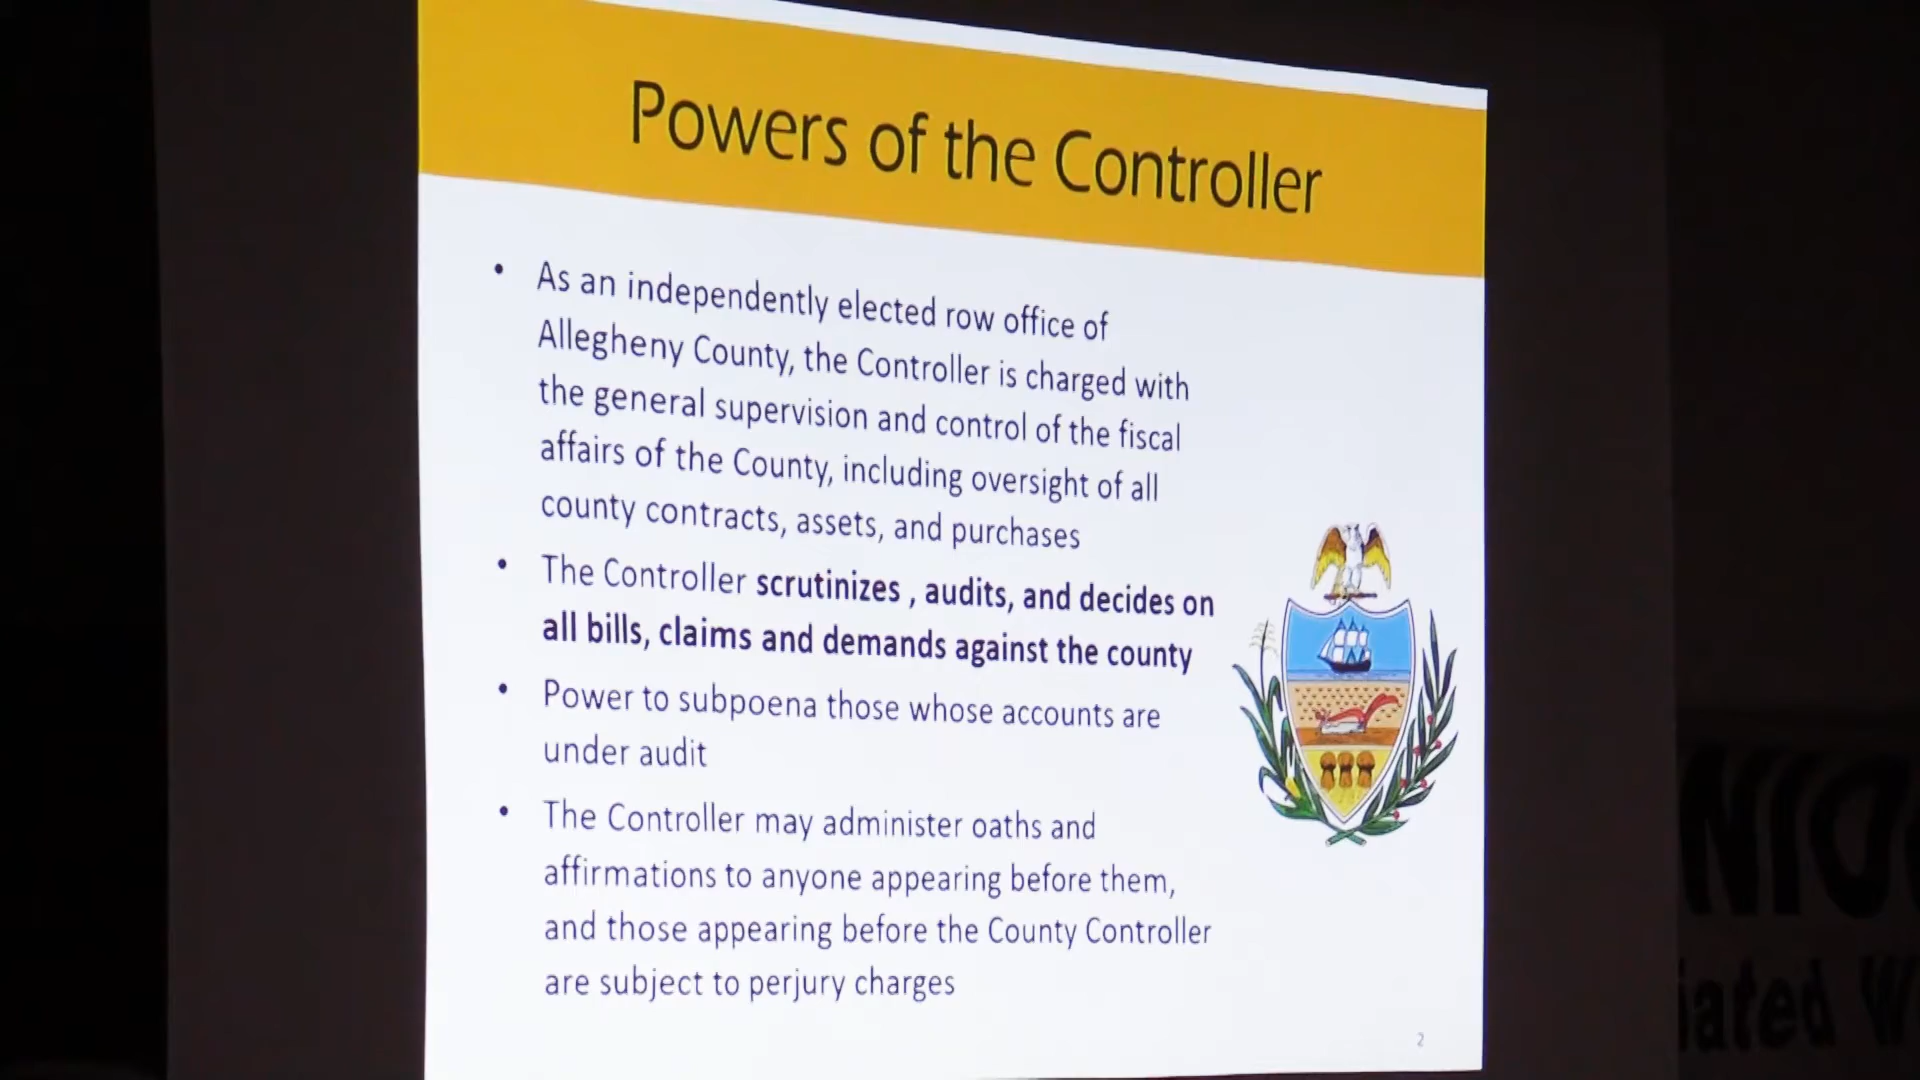 Powers of the Controller
• As an independently elected row office of
Allegheny County, the Controller is charged with
the general supervision and control of the fiscal
affairs of the County, including oversight of all
county contracts, assets, and purchases
• The Controller scrutinizes , audits, and decides on
all bills, claims and demands against the county
• Power to subpoena those whose accounts are
under audit
• The Controller may administer oaths and
affirmations to anyone appearing before them,
and those appearing before the County Controller
are subject to perjury charges
2